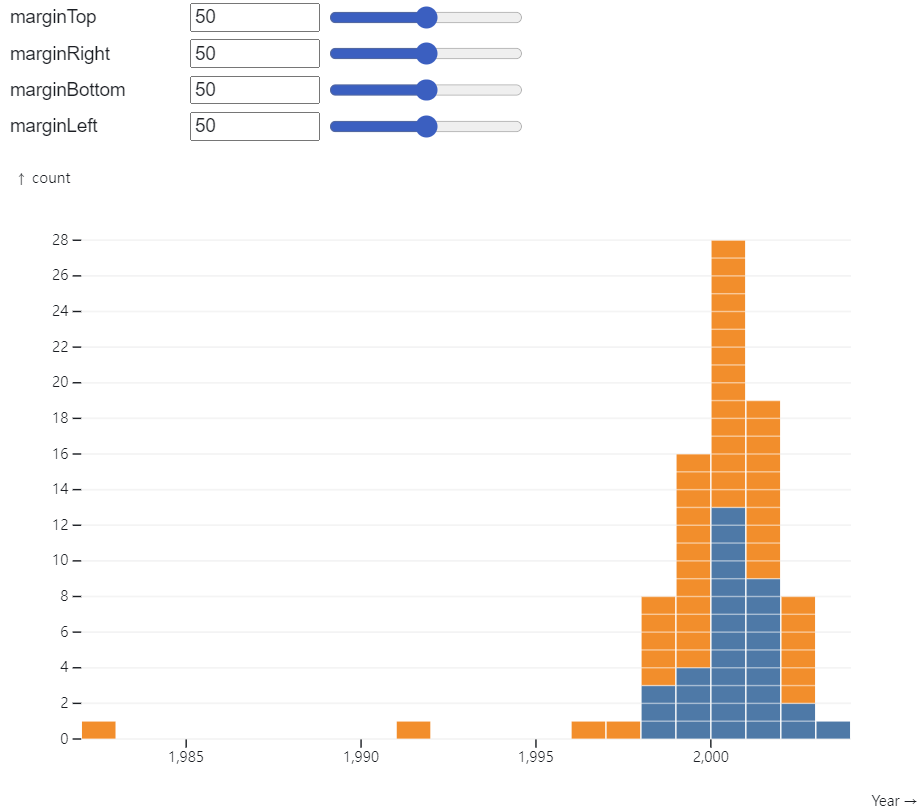 marginTop 50
marginRight 50
marginBottom 50
marginLeft 50
↑ count
28
26
24
22
20
18
16
14
12
10
8
6
4
2
0
1,985 1,990 1,995 2,000
Year →